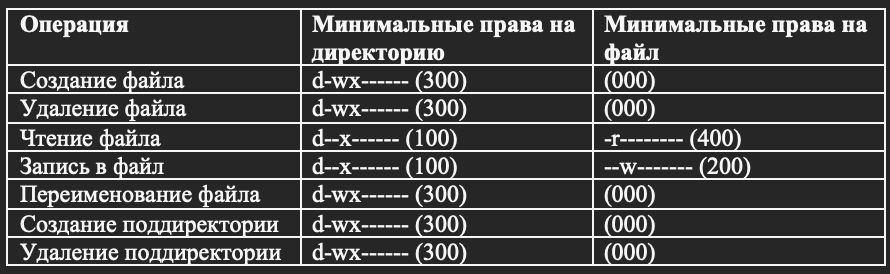 Операция Минимальные права на директорию Минимальные права на файл
Создание файла d-wx------ (300) (000)
Удаление файла d-wx------ (300) (000)
Чтение файла d--x------ (100) -r-------- (400)
Запись в файл d--x------ (100) --w------- (200)
Переименование файла d-wx------ (300) (000)
Создание поддиректории d-wx------ (300) (000)
Удаление поддиректории d-wx------ (300) (000)